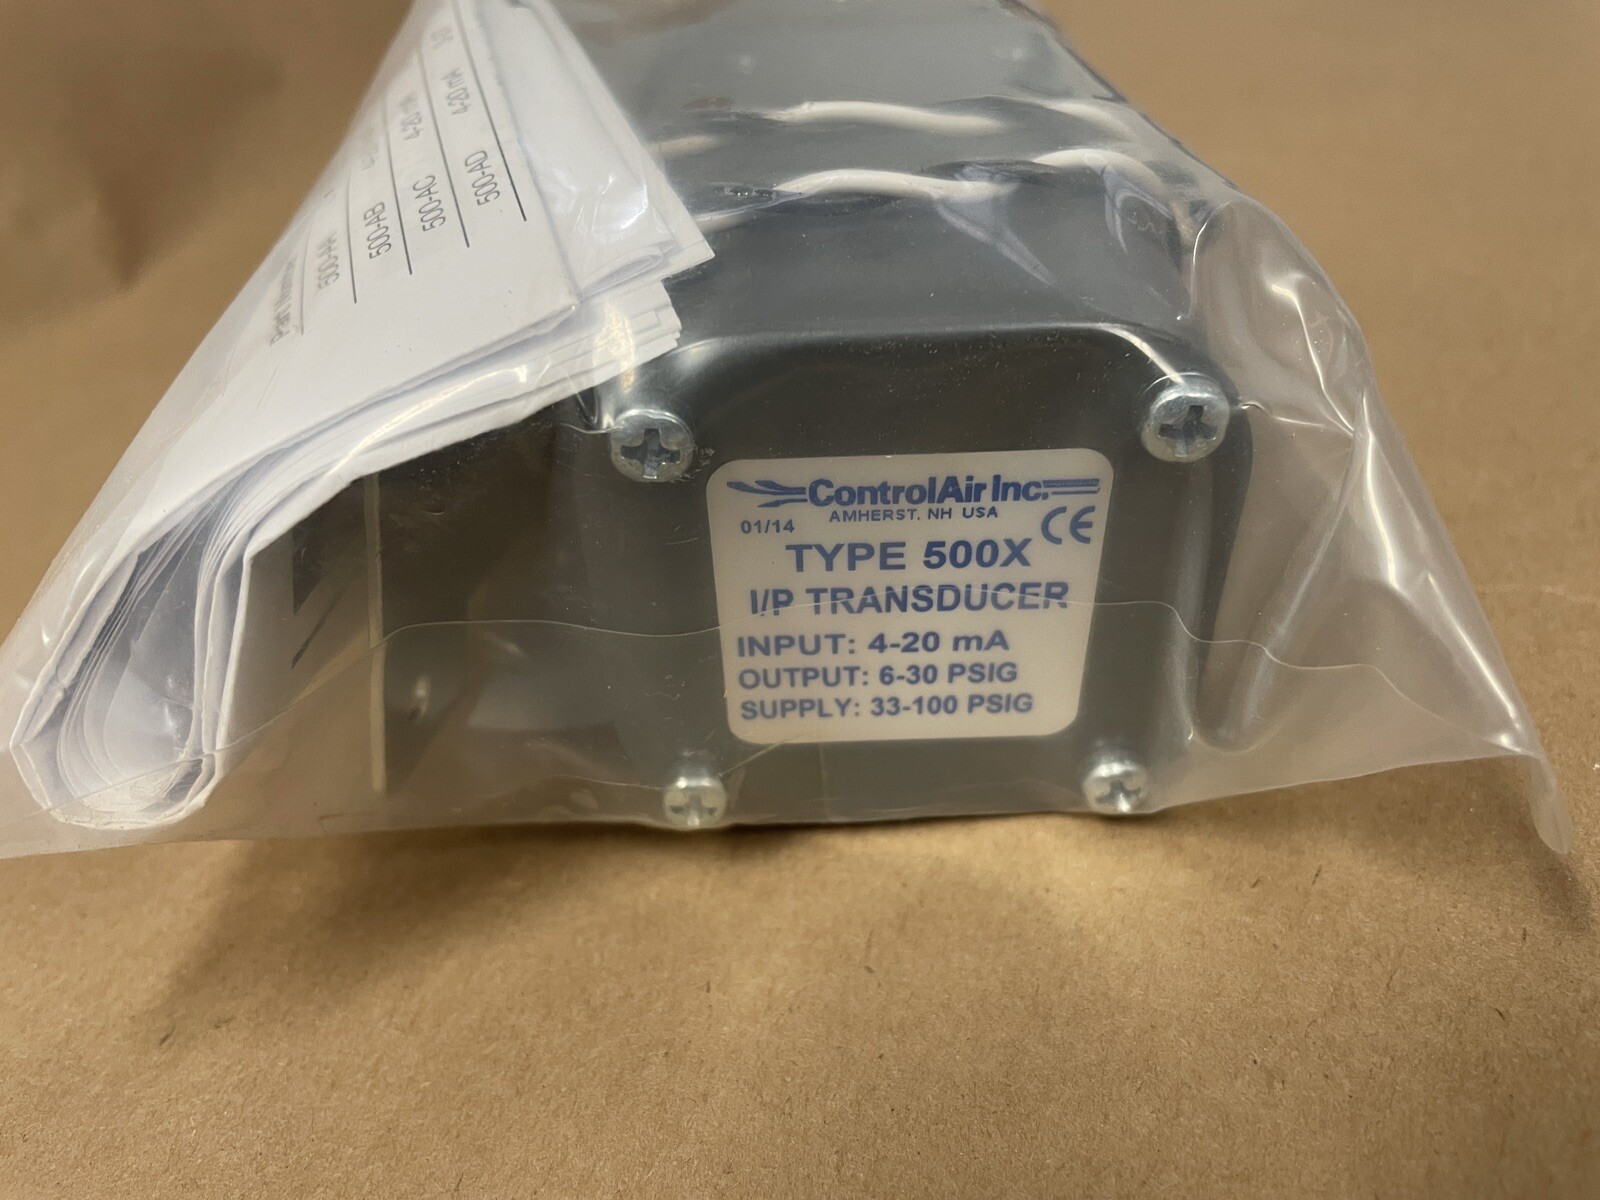 ControlAir Inc.
AMHERST, NH USA
01/14
CE
TYPE 500X
I/P TRANSDUCER
INPUT: 4-20 mA
OUTPUT: 6-30 PSIG
SUPPLY: 33-100 PSIG
500-AB
500-AC 4-20 mA
500-AD 4-20 mA